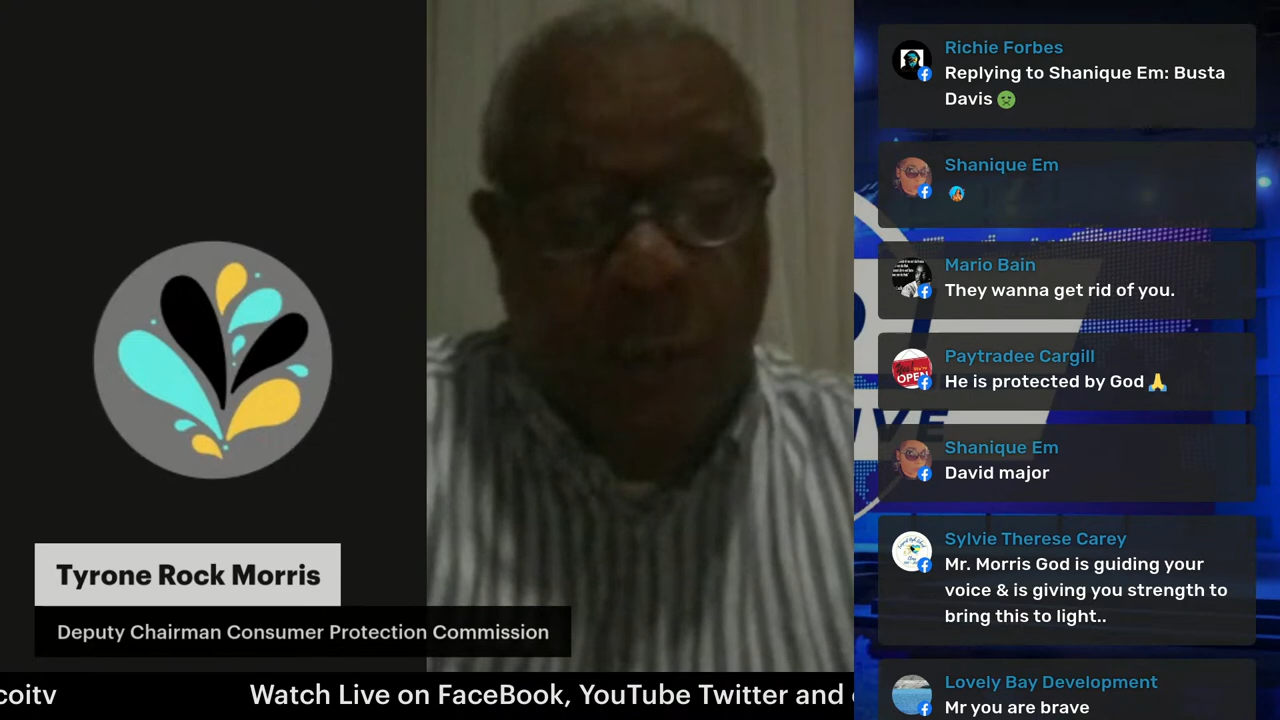 Tyrone Rock Morris
Deputy Chairman Consumer Protection Commission
coitv
Watch Live on FaceBook, YouTube Twitter and
Richie Forbes
Replying to Shanique Em: Busta
Davis 🤢
Shanique Em
Mario Bain
They wanna get rid of you.
Paytradee Cargill
OPEN
He is protected by God 🙏
Shanique Em
David major
Sylvie Therese Carey
Mr. Morris God is guiding your
voice & is giving you strength to
bring this to light..
Lovely Bay Development
Mr you are brave